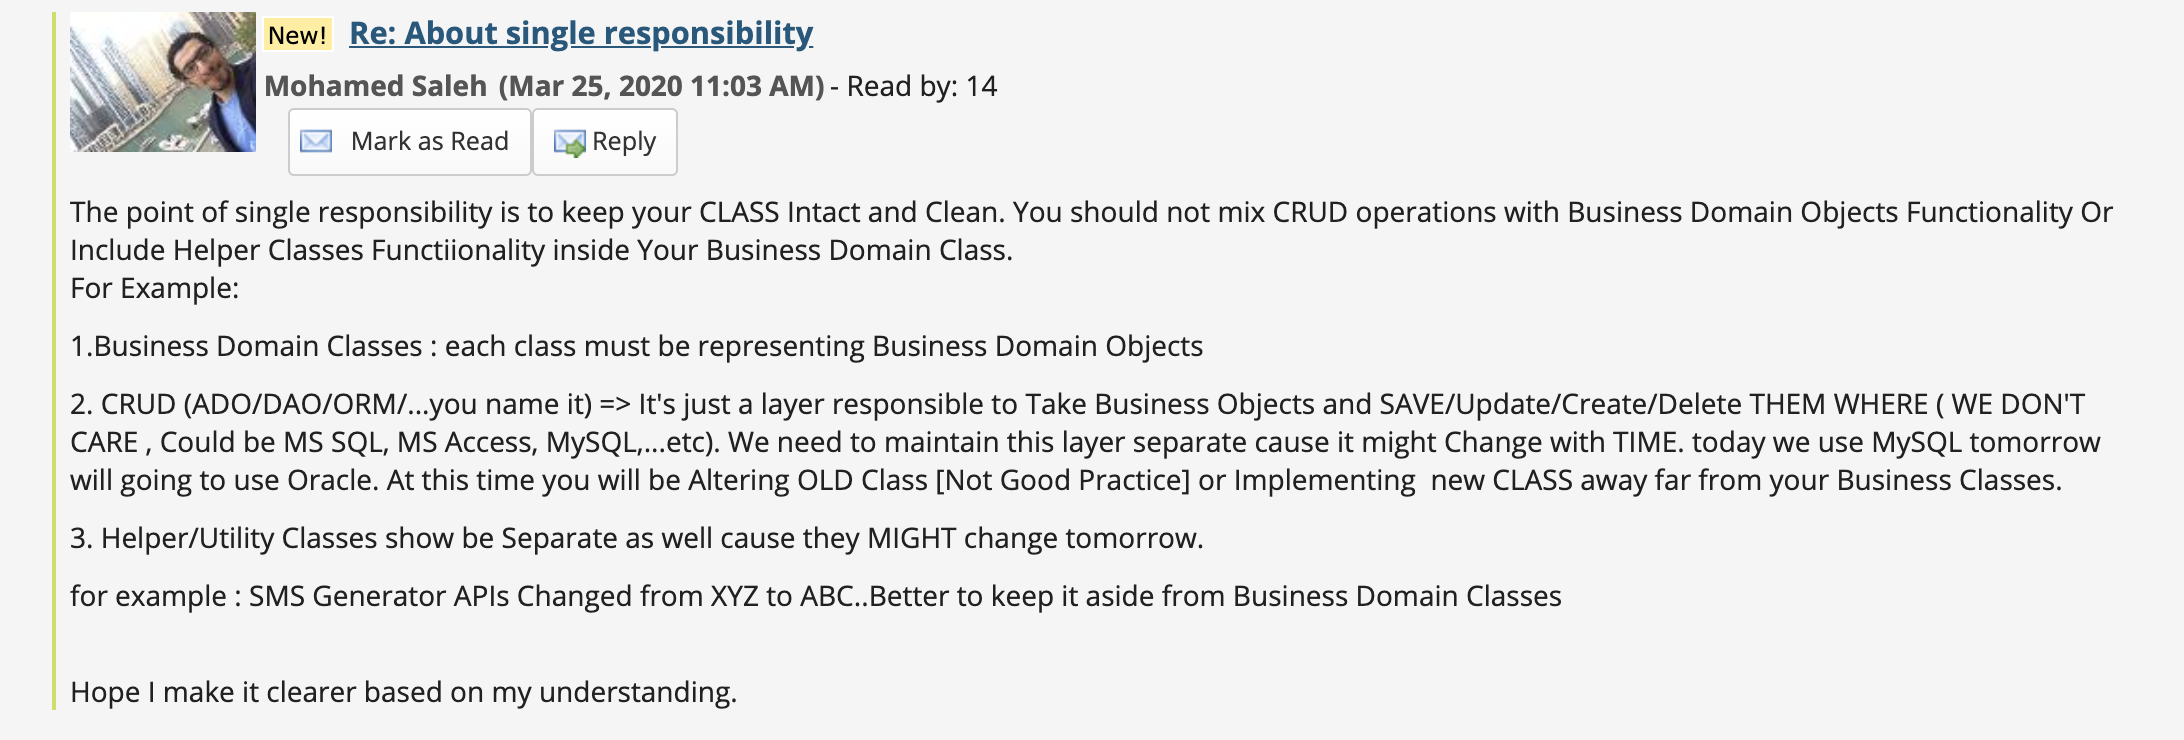 New! Re: About single responsibility
Mohamed Saleh (Mar 25, 2020 11:03 AM) - Read by: 14
Mark as Read Reply
The point of single responsibility is to keep your CLASS Intact and Clean. You should not mix CRUD operations with Business Domain Objects Functionality Or
Include Helper Classes Functiionality inside Your Business Domain Class.
For Example:
1.Business Domain Classes : each class must be representing Business Domain Objects
2. CRUD (ADO/DAO/ORM/...you name it) => It's just a layer responsible to Take Business Objects and SAVE/Update/Create/Delete THEM WHERE ( WE DON'T
CARE , Could be MS SQL, MS Access, MySQL,...etc). We need to maintain this layer separate cause it might Change with TIME. today we use MySQL tomorrow
will going to use Oracle. At this time you will be Altering OLD Class [Not Good Practice] or Implementing  new CLASS away far from your Business Classes.
3. Helper/Utility Classes show be Separate as well cause they MIGHT change tomorrow.
for example : SMS Generator APIs Changed from XYZ to ABC..Better to keep it aside from Business Domain Classes
Hope I make it clearer based on my understanding.